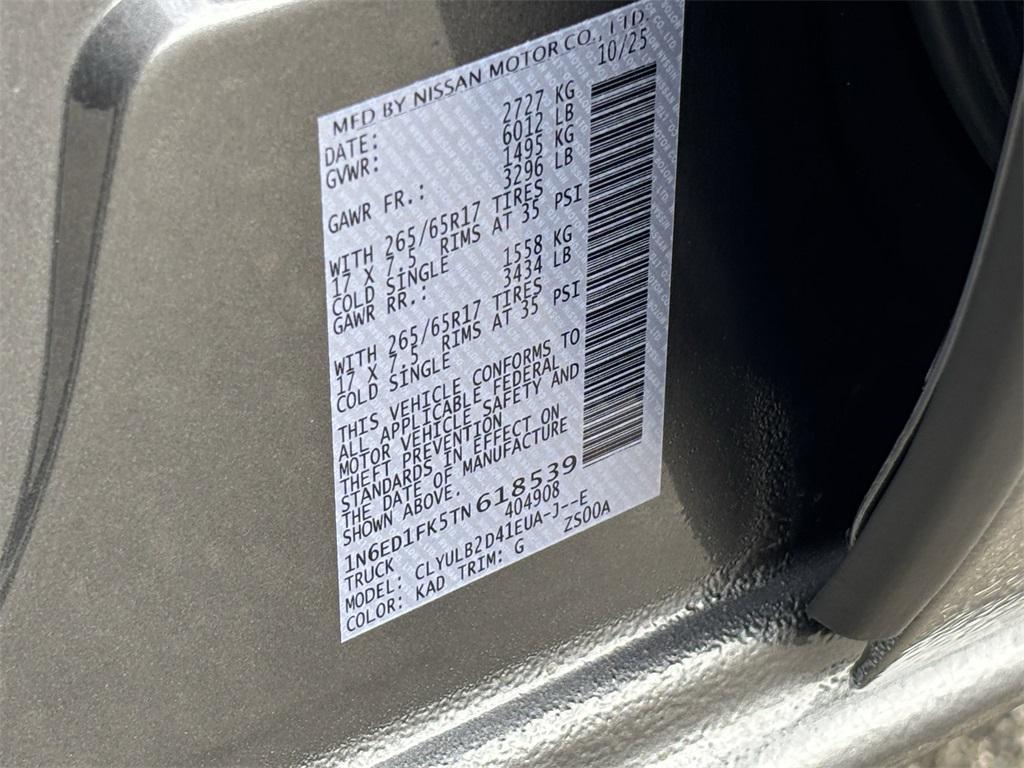 MFD BY NISSAN MOTOR CO., LTD.
DATE: 10/25
GVWR: 2727 KG
6012 LB
GAWR FR.: 1495 KG
3296 LB
WITH 265/65R17 TIRES
17 X 7.5 RIMS AT 35 PSI
COLD SINGLE
GAWR RR.: 1558 KG
3434 LB
WITH 265/65R17 TIRES
17 X 7.5 RIMS AT 35 PSI
COLD SINGLE
THIS VEHICLE CONFORMS TO
ALL APPLICABLE FEDERAL
MOTOR VEHICLE SAFETY AND
THEFT PREVENTION
STANDARDS IN EFFECT ON
THE DATE OF MANUFACTURE
SHOWN ABOVE.
1N6ED1FK5TN618539
TRUCK 404908
MODEL: CLYULB2D41EUA-J--E
COLOR: KAD TRIM: G ZS00A